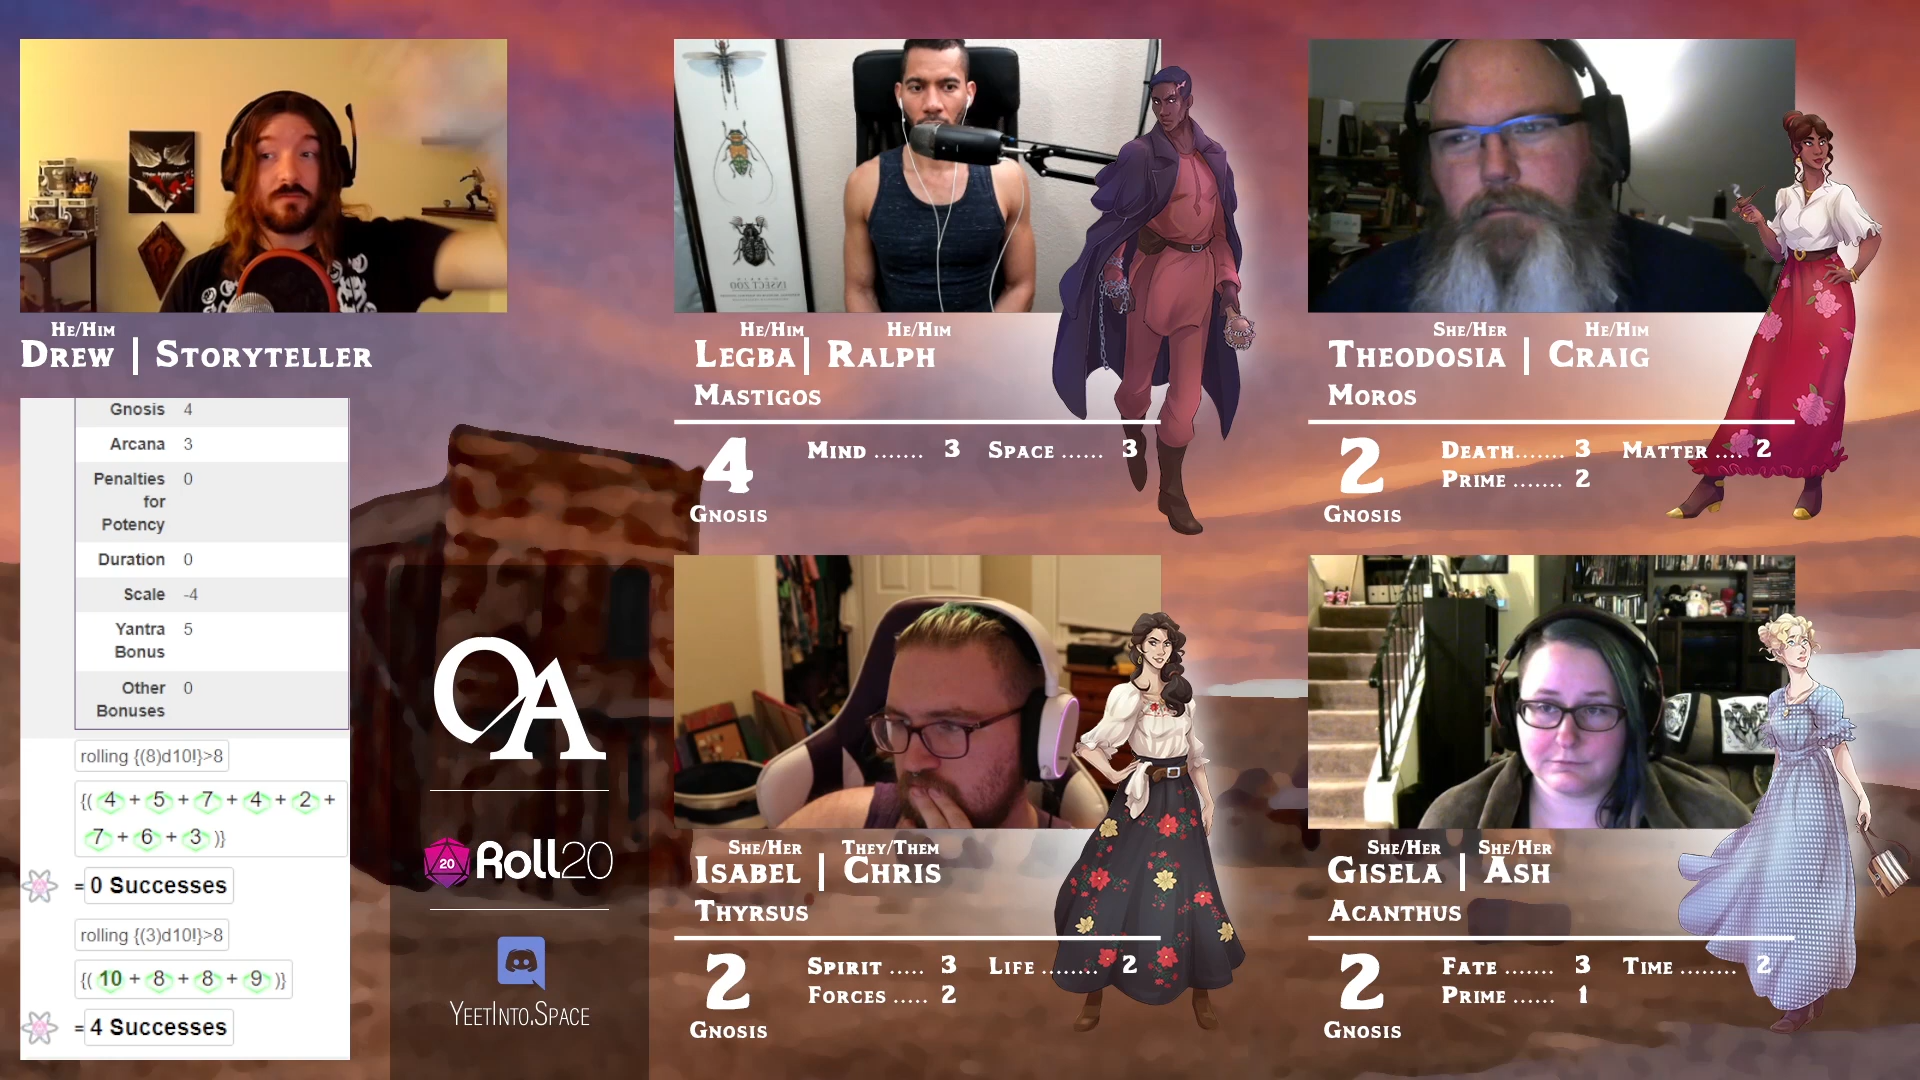 He/Him
Drew | Storyteller
Gnosis 4
Arcana 3
Penalties for Potency 0
Duration 0
Scale -4
Yantra Bonus 5
Other Bonuses 0
rolling {(8)d10!}>8
{( 4 + 5 + 7 + 4 + 2 +
7 + 6 + 3 )}
= 0 Successes
rolling {(3)d10!}>8
{( 10 + 8 + 8 + 9 )}
= 4 Successes
OA
20 Roll20
YeetInto.Space
INSECT ZOO
He/Him He/Him
Legba | Ralph
Mastigos
4 Gnosis
Mind ....... 3 Space ...... 3
She/Her He/Him
Theodosia | Craig
Moros
2 Gnosis
Death....... 3 Matter .... 2
Prime ....... 2
She/Her They/Them
Isabel | Chris
Thyrsus
2 Gnosis
Spirit ..... 3 Life ........ 2
Forces ..... 2
She/Her She/Her
Gisela | Ash
Acanthus
2 Gnosis
Fate ....... 3 Time ........ 2
Prime ...... 1